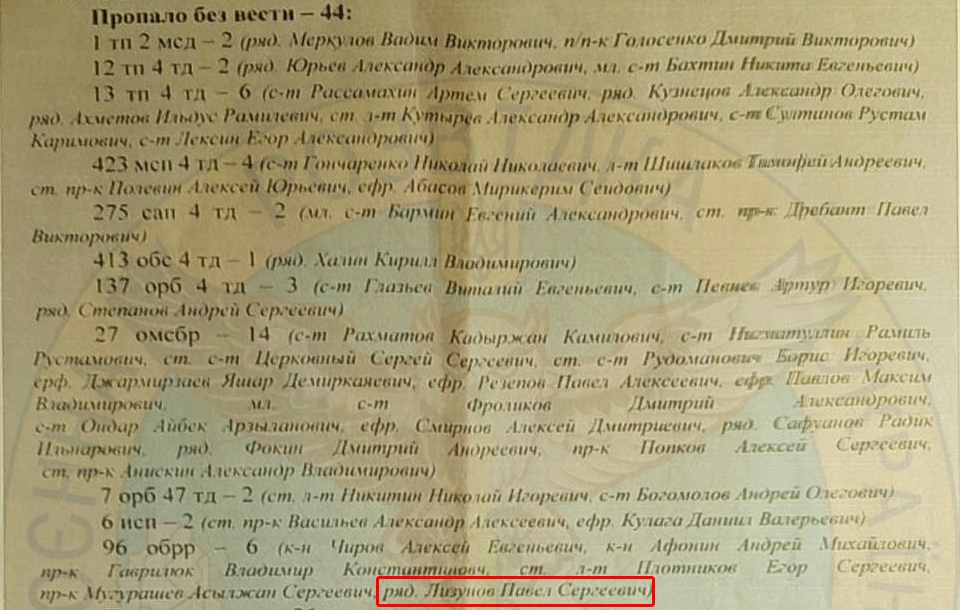 Пропало без вести – 44:
1 тп 2 мсд – 2 (ряд. Меркулов Вадим Викторович, п/п-к Голосенко Дмитрий Викторович)
12 тп 4 тд – 2 (ряд. Юрьев Александр Александрович, мл. с-т Бахтин Никита Евгеньевич)
13 тп 4 тд – 6 (с-т Рассамахин Артем Сергеевич, ряд. Кузнецов Александр Олегович,
ряд. Ахметов Ильдус Рамилевич, ст. л-т Кутырев Александр Александрович, с-т Султанов Рустам
Каримович, с-т Лексин Егор Александрович)
423 мсп 4 тд – 4 (с-т Гончаренко Николай Николаевич, л-т Шишлаков Тимофей Андреевич,
ст. пр-к Полевин Алексей Юрьевич, ефр. Абасов Мирикерим Сеидович)
275 сап 4 тд – 2 (мл. с-т Бармин Евгений Александрович, ст. пр-к Дребант Павел
Викторович)
413 обс 4 тд – 1 (ряд. Халин Кирилл Владимирович)
137 орб 4 тд – 3 (с-т Глазьев Виталий Евгеньевич, с-т Певнев Артур Игоревич,
ряд. Степанов Андрей Сергеевич)
27 омсбр – 14 (с-т Рахматов Кадыржан Камилович, с-т Нигматуллин Рамиль
Рустамович, ст. с-т Церковный Сергей Сергеевич, ст. с-т Рудоманович Борис Игоревич,
ерф. Джармирзаев Яшар Демиркаяевич, ефр. Резепов Павел Алексеевич, ефр. Павлов Максим
Владимирович, мл. с-т Фроликов Дмитрий Александрович,
с-т Ондар Айбек Арзыланович, ефр. Смирнов Алексей Дмитриевич, ряд. Сафуанов Радик
Ильнарович, ряд. Фокин Дмитрий Андреевич, пр-к Попков Алексей Сергеевич,
ст. пр-к Анискин Александр Владимирович)
7 орб 47 тд – 2 (ст. л-т Никитин Николай Игоревич, с-т Богомолов Андрей Олегович)
6 исп – 2 (ст. пр-к Васильев Александр Алексеевич, ефр. Кулага Даниил Валерьевич)
96 обрр – 6 (к-н Чиров Алексей Евгеньевич, к-н Афонин Андрей Михайлович,
пр-к Гаврилюк Владимир Константинович, ст. л-т Плотников Егор Сергеевич,
пр-к Мугурашев Асылжан Сергеевич, ряд. Лизунов Павел Сергеевич)